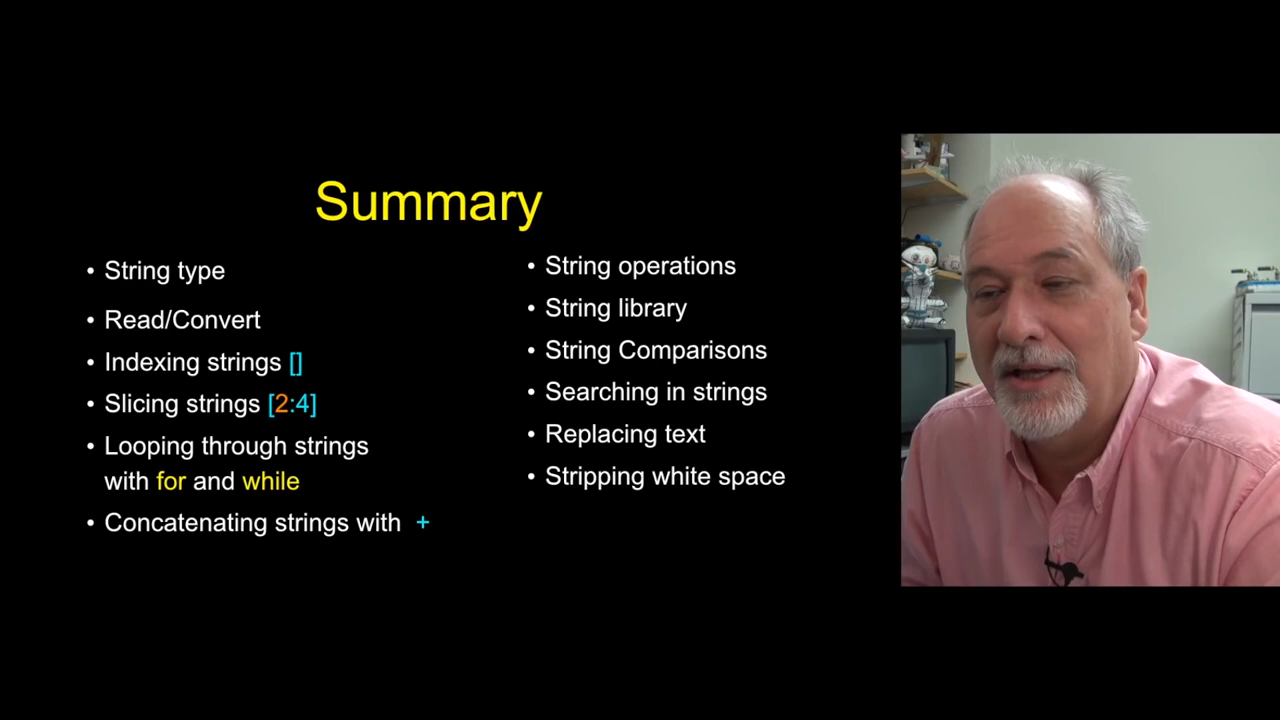 Summary
• String type
• Read/Convert
• Indexing strings []
• Slicing strings [2:4]
• Looping through strings
with for and while
• Concatenating strings with +
• String operations
• String library
• String Comparisons
• Searching in strings
• Replacing text
• Stripping white space